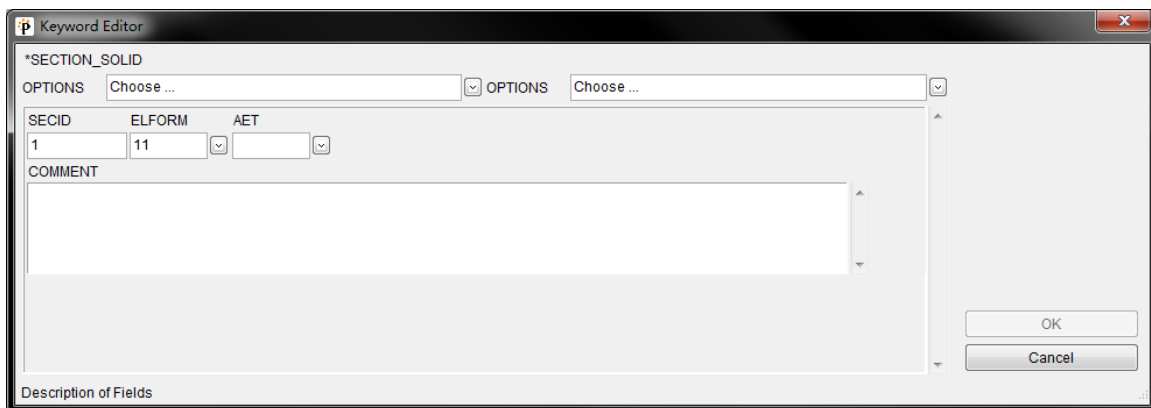 Keyword Editor
*SECTION_SOLID
OPTIONS Choose ... OPTIONS Choose ...
SECID ELFORM AET
1 11
COMMENT
OK
Cancel
Description of Fields